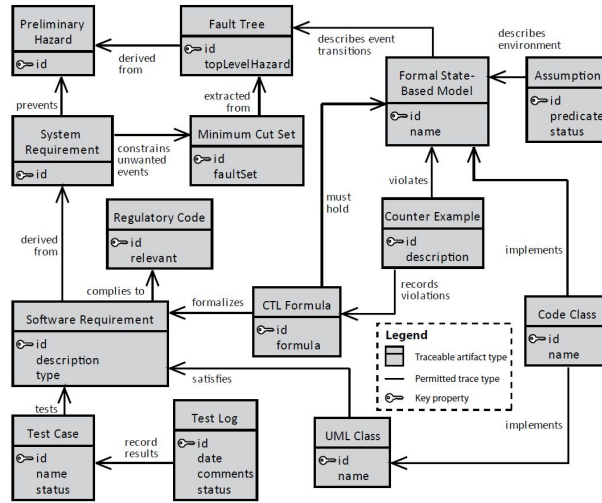 Preliminary
Hazard
id
derived
from
Fault Tree
id
topLevelHazard
describes event
transitions
Formal State-
Based Model
id
name
describes
environment
Assumption
id
predicate
status
prevents
extracted
from
System
Requirement
id
constrains
unwanted
events
Minimum Cut Set
id
faultSet
violates
must
hold
Regulatory Code
id
relevant
Counter Example
id
description
implements
derived
from
complies to
formalizes
records
violations
Software Requirement
id
description
type
CTL Formula
id
formula
Code Class
id
name
Legend
Traceable artifact type
Permitted trace type
Key property
satisfies
tests
Test Case
id
name
status
record
results
Test Log
id
date
comments
status
UML Class
id
name
implements